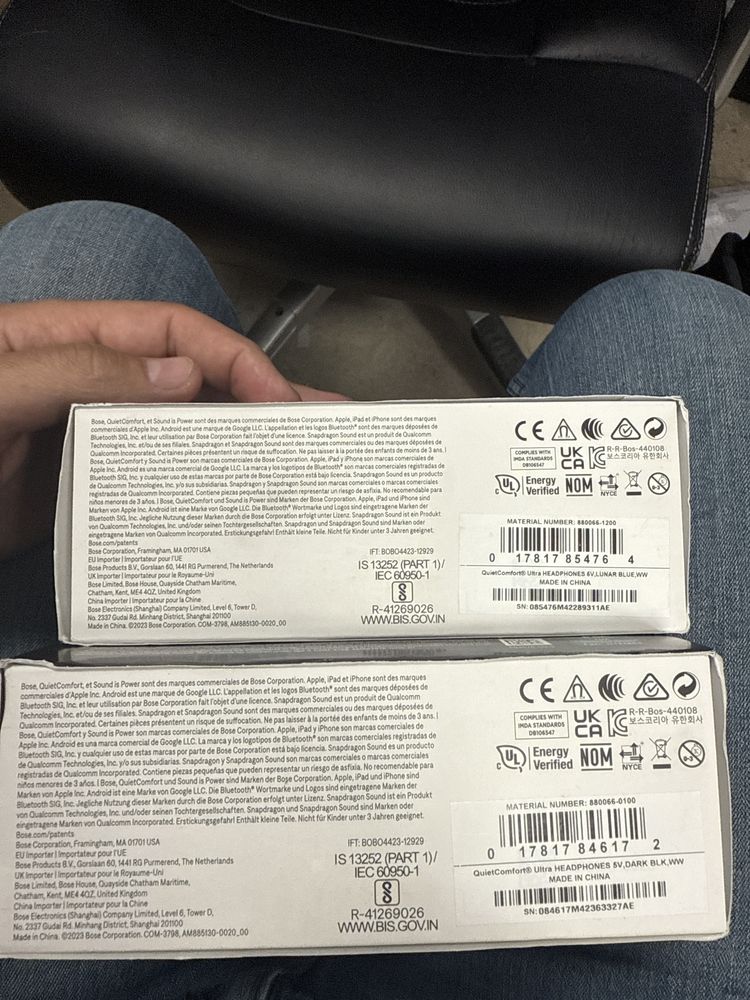 Bose, QuietComfort, et Sound is Power sont des marques commerciales de Bose Corporation. Apple, iPad et iPhone sont des marques
commerciales d'Apple Inc. Android est une marque de Google LLC. L'appellation et les logos Bluetooth® sont des marques déposées de
Bluetooth SIG, Inc. et leur utilisation par Bose Corporation fait l'objet d'une licence. Snapdragon Sound est un produit de Qualcomm
Technologies, Inc. et/ou de ses filiales. Snapdragon et Snapdragon Sound sont des marques commerciales ou des marques déposées de
Qualcomm Incorporated. Certaines pièces présentent un risque de suffocation. Ne pas laisser à la portée des enfants de moins de 3 ans. |
Bose, QuietComfort y Sound is Power son marcas comerciales de Bose Corporation. Apple, iPad y iPhone son marcas comerciales de
Apple Inc. Android es una marca comercial de Google LLC. La marca y los logotipos de Bluetooth® son marcas registradas de
Bluetooth SIG, Inc. y cualquier uso de estas marcas por parte de Bose Corporation está bajo licencia. Snapdragon Sound es un producto
de Qualcomm Technologies, Inc. y/o sus subsidiarias. Snapdragon y Snapdragon Sound son marcas comerciales o marcas comerciales
registradas de Qualcomm Incorporated. Contiene piezas pequeñas que pueden representar un riesgo de asfixia. No recomendable para
niños menores de 3 años. | Bose, QuietComfort und Sound is Power sind Marken der Bose Corporation. Apple, iPad und iPhone sind
Marken von Apple Inc. Android ist eine Marke von Google LLC. Die Bluetooth® Wortmarke und Logos sind eingetragene Marken der
Bluetooth SIG, Inc. Jegliche Nutzung dieser Marken durch die Bose Corporation erfolgt unter Lizenz. Snapdragon Sound ist ein Produkt
von Qualcomm Technologies, Inc. und/oder seinen Tochtergesellschaften. Snapdragon und Snapdragon Sound sind Marken oder
eingetragene Marken von Qualcomm Incorporated. Erstickungsgefahr! Enthält kleine Teile. Nicht für Kinder unter 3 Jahren geeignet.
Bose.com/patents
Bose Corporation, Framingham, MA 01701 USA
EU Importer | Importateur pour l'UE
Bose Products B.V., Gorslaan 60, 1441 RG Purmerend, The Netherlands
UK Importer | Importateur pour le Royaume-Uni
Bose Limited, Bose House, Quayside Chatham Maritime,
Chatham, Kent, ME4 4QZ, United Kingdom
China Importer | Importateur pour la Chine
Bose Electronics (Shanghai) Company Limited, Level 6, Tower D,
No. 2337 Gudai Rd. Minhang District, Shanghai 201100
Made in China. ©2023 Bose Corporation. COM-3798, AM885130-0020_00
IFT: BOBO4423-12929
IS 13252 (PART 1)/
IEC 60950-1
R-41269026
WWW.BIS.GOV.IN
CE
COMPLIES WITH
IMDA STANDARDS
DB106547
UK
CA
R-R-Bos-440108
보스코리아 유한회사
UL
Energy
Verified
NOM
NYCE
MATERIAL NUMBER: 880066-1200
0 17817 85476 4
QuietComfort® Ultra HEADPHONES 6V,LUNAR BLUE,WW
MADE IN CHINA
SN: 085476M42289311AE
Bose, QuietComfort, et Sound is Power sont des marques commerciales de Bose Corporation. Apple, iPad et iPhone sont des marques
commerciales d'Apple Inc. Android est une marque de Google LLC. L'appellation et les logos Bluetooth® sont des marques déposées de
Bluetooth SIG, Inc. et leur utilisation par Bose Corporation fait l'objet d'une licence. Snapdragon Sound est un produit de Qualcomm
Technologies, Inc. et/ou de ses filiales. Snapdragon et Snapdragon Sound sont des marques commerciales ou des marques déposées de
Qualcomm Incorporated. Certaines pièces présentent un risque de suffocation. Ne pas laisser à la portée des enfants de moins de 3 ans. |
Bose, QuietComfort y Sound is Power son marcas comerciales de Bose Corporation. Apple, iPad y iPhone son marcas comerciales de
Apple Inc. Android es una marca comercial de Google LLC. La marca y los logotipos de Bluetooth® son marcas registradas de
Bluetooth SIG, Inc. y cualquier uso de estas marcas por parte de Bose Corporation está bajo licencia. Snapdragon Sound es un producto
de Qualcomm Technologies, Inc. y/o sus subsidiarias. Snapdragon y Snapdragon Sound son marcas comerciales o marcas comerciales
registradas de Qualcomm Incorporated. Contiene piezas pequeñas que pueden representar un riesgo de asfixia. No recomendable para
niños menores de 3 años. | Bose, QuietComfort und Sound is Power sind Marken der Bose Corporation. Apple, iPad und iPhone sind
Marken von Apple Inc. Android ist eine Marke von Google LLC. Die Bluetooth® Wortmarke und Logos sind eingetragene Marken der
Bluetooth SIG, Inc. Jegliche Nutzung dieser Marken durch die Bose Corporation erfolgt unter Lizenz. Snapdragon Sound ist ein Produkt
von Qualcomm Technologies, Inc. und/oder seinen Tochtergesellschaften. Snapdragon und Snapdragon Sound sind Marken oder
eingetragene Marken von Qualcomm Incorporated. Erstickungsgefahr! Enthält kleine Teile. Nicht für Kinder unter 3 Jahren geeignet.
Bose.com/patents
Bose Corporation, Framingham, MA 01701 USA
EU Importer | Importateur pour l'UE
Bose Products B.V., Gorslaan 60, 1441 RG Purmerend, The Netherlands
UK Importer | Importateur pour le Royaume-Uni
Bose Limited, Bose House, Quayside Chatham Maritime,
Chatham, Kent, ME4 4QZ, United Kingdom
China Importer | Importateur pour la Chine
Bose Electronics (Shanghai) Company Limited, Level 6, Tower D,
No. 2337 Gudai Rd. Minhang District, Shanghai 201100
Made in China. ©2023 Bose Corporation. COM-3798, AM885130-0020_00
IFT: BOBO4423-12929
IS 13252 (PART 1)/
IEC 60950-1
R-41269026
WWW.BIS.GOV.IN
CE
COMPLIES WITH
IMDA STANDARDS
DB106547
UK
CA
R-R-Bos-440108
보스코리아 유한회사
UL
Energy
Verified
NOM
NYCE
MATERIAL NUMBER: 880066-0100
0 17817 84617 2
QuietComfort® Ultra HEADPHONES 5V,DARK BLK,WW
MADE IN CHINA
SN:084617M42363327AE